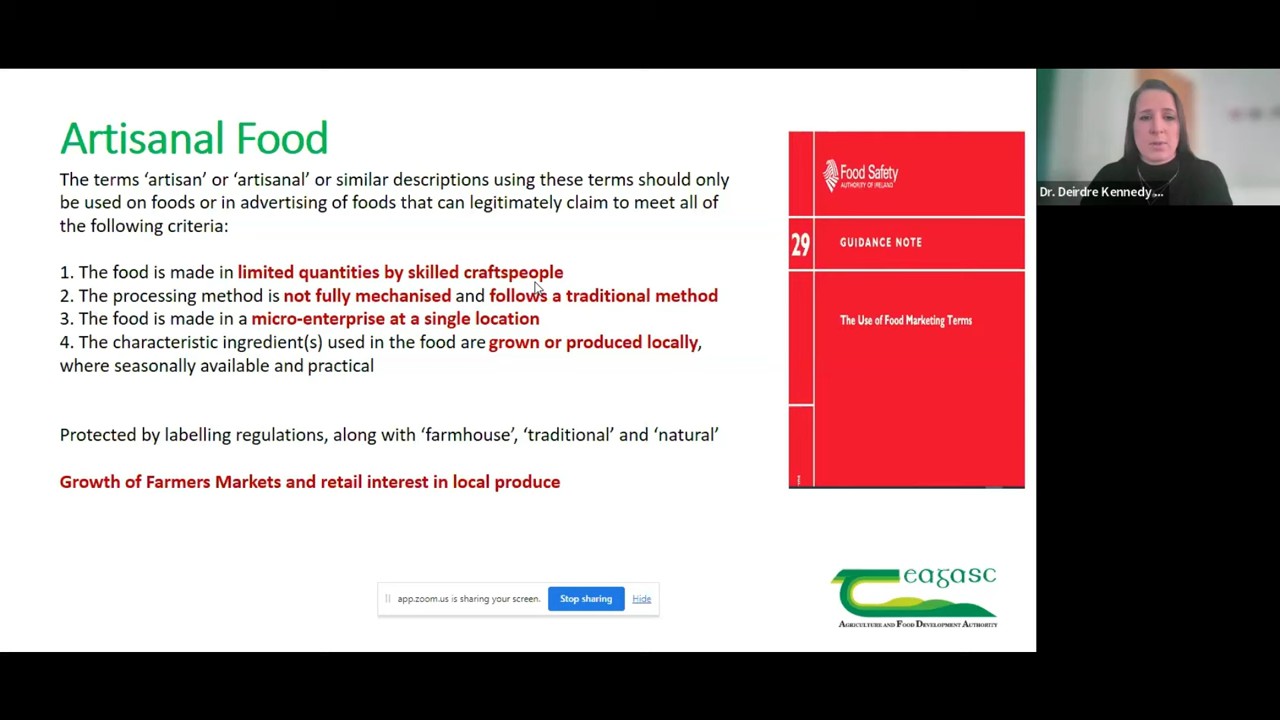 Artisanal Food
The terms ‘artisan’ or ‘artisanal’ or similar descriptions using these terms should only
be used on foods or in advertising of foods that can legitimately claim to meet all of
the following criteria:
1. The food is made in limited quantities by skilled craftspeople
2. The processing method is not fully mechanised and follows a traditional method
3. The food is made in a micro-enterprise at a single location
4. The characteristic ingredient(s) used in the food are grown or produced locally,
where seasonally available and practical
Protected by labelling regulations, along with ‘farmhouse’, ‘traditional’ and ‘natural’
Growth of Farmers Markets and retail interest in local produce
Food Safety
AUTHORITY OF IRELAND
29
GUIDANCE NOTE
The Use of Food Marketing Terms
app.zoom.us is sharing your screen.
Stop sharing
Hide
eagasc
AGRICULTURE AND FOOD DEVELOPMENT AUTHORITY
Dr. Deirdre Kennedy ...